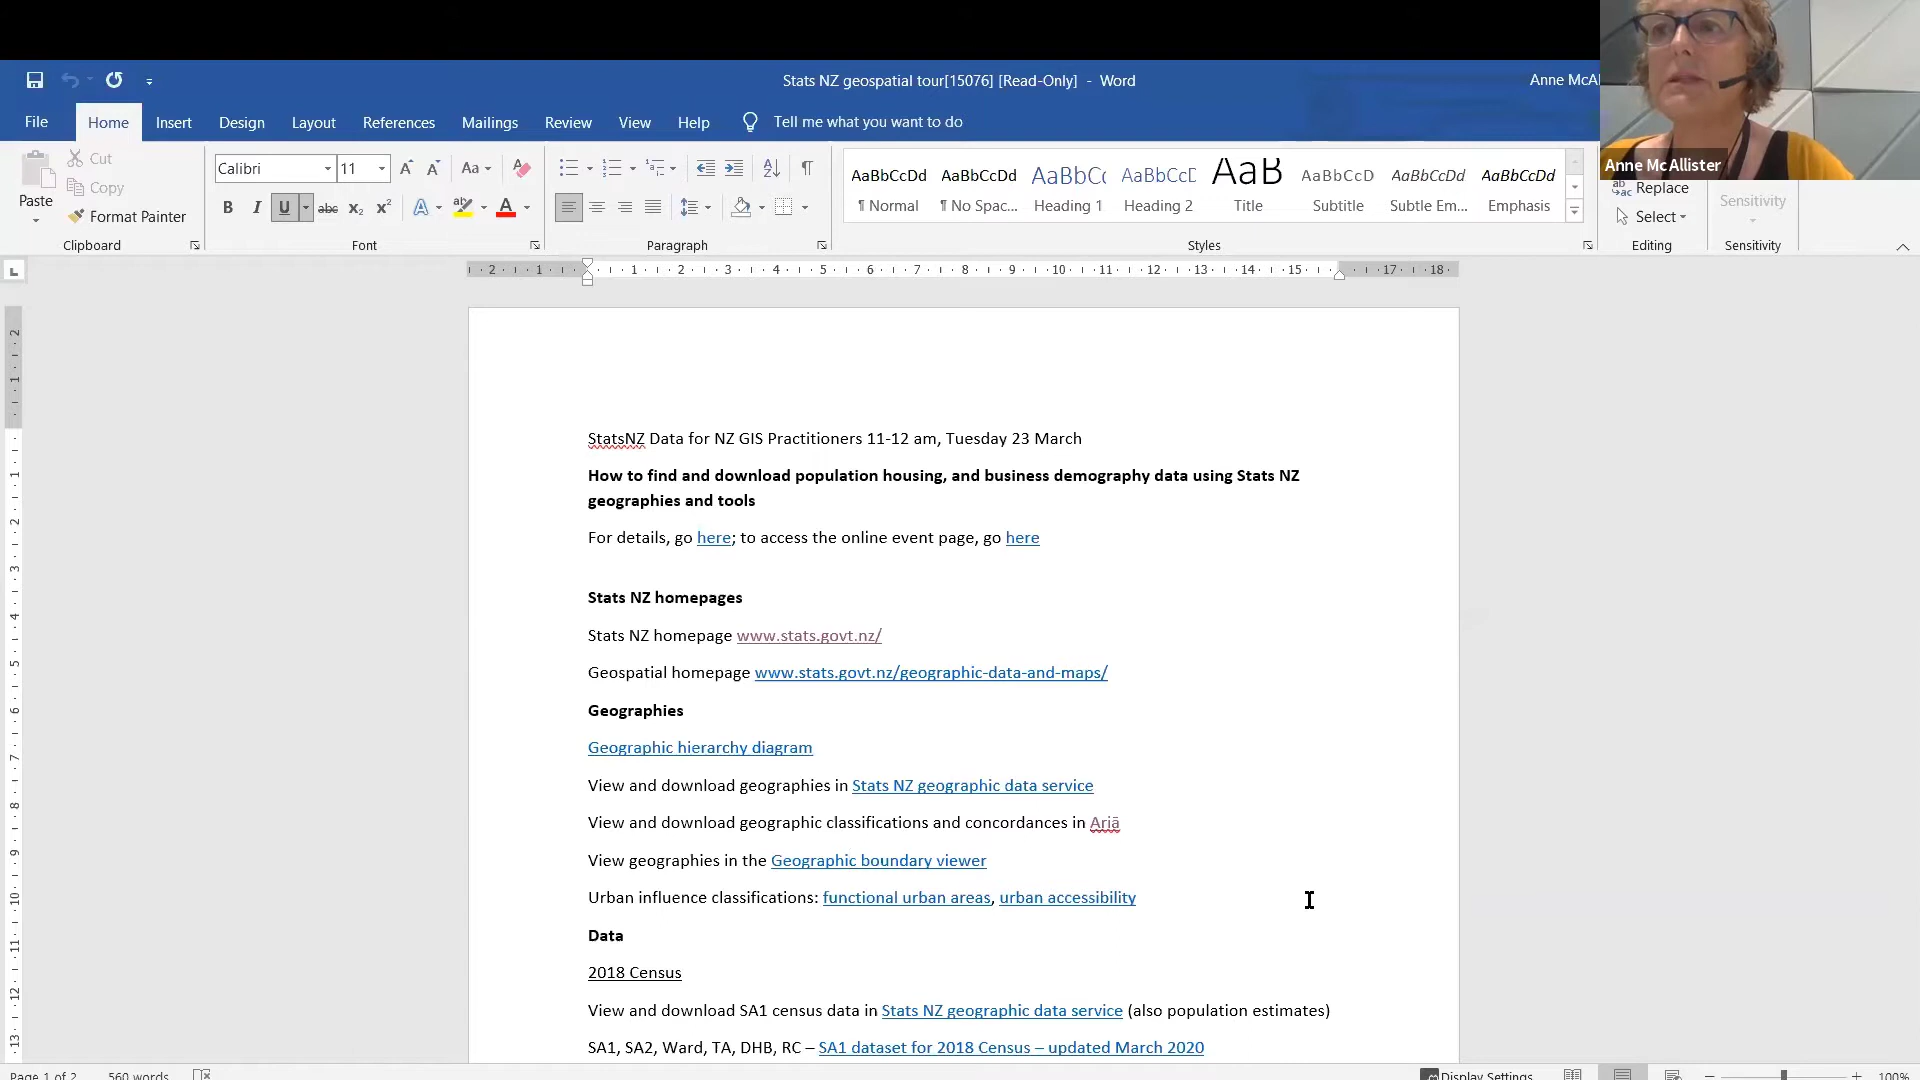 Stats NZ geospatial tour[15076] [Read-Only] - Word
Anne McAl
File Home Insert Design Layout References Mailings Review View Help Tell me what you want to do
Anne McAllister
Paste
Cut
Copy
Format Painter
Clipboard
Calibri 11
Font
Paragraph
AaBbCcDd AaBbCcDd AaBbCc AaBbCcD AaB AaBbCcD AaBbCcDd AaBbCcDd
¶ Normal ¶ No Spac... Heading 1 Heading 2 Title Subtitle Subtle Em... Emphasis
Styles
Replace
Select
Editing
Sensitivity
Sensitivity
StatsNZ Data for NZ GIS Practitioners 11-12 am, Tuesday 23 March
How to find and download population housing, and business demography data using Stats NZ
geographies and tools
For details, go here; to access the online event page, go here
Stats NZ homepages
Stats NZ homepage www.stats.govt.nz/
Geospatial homepage www.stats.govt.nz/geographic-data-and-maps/
Geographies
Geographic hierarchy diagram
View and download geographies in Stats NZ geographic data service
View and download geographic classifications and concordances in Ariā
View geographies in the Geographic boundary viewer
Urban influence classifications: functional urban areas, urban accessibility
Data
2018 Census
View and download SA1 census data in Stats NZ geographic data service (also population estimates)
SA1, SA2, Ward, TA, DHB, RC – SA1 dataset for 2018 Census – updated March 2020
Page 1 of 2 560 words Display Settings 100%